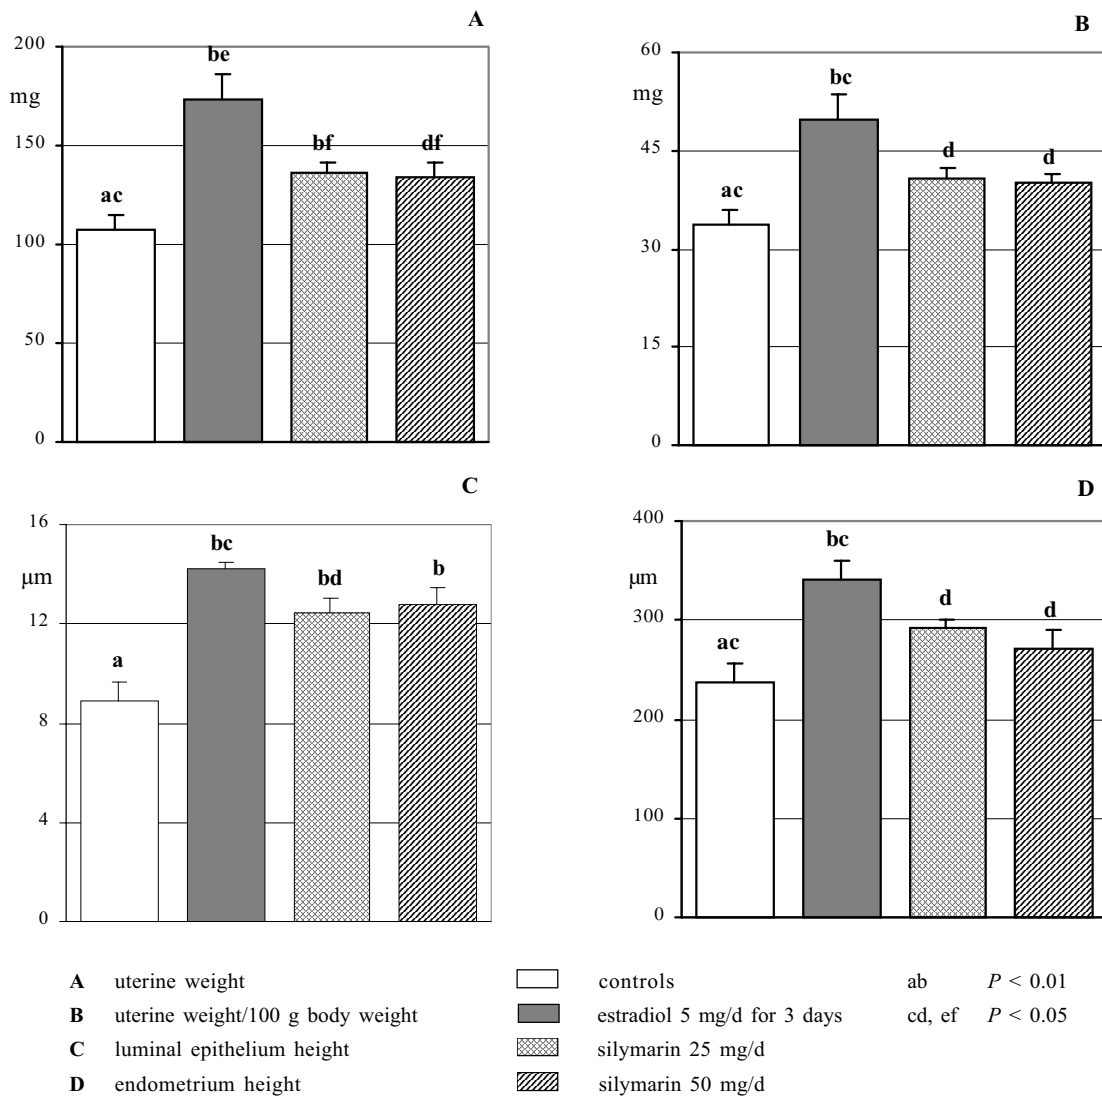 A
200
mg
150
100
50
0
be
bf
df
ac
B
60
mg
45
30
15
0
bc
d
d
ac
C
16
µm
12
8
4
0
bc
bd
b
a
D
400
µm
300
200
100
0
bc
d
d
ac
A uterine weight controls ab P < 0.01
B uterine weight/100 g body weight estradiol 5 mg/d for 3 days cd, ef P < 0.05
C luminal epithelium height silymarin 25 mg/d
D endometrium height silymarin 50 mg/d